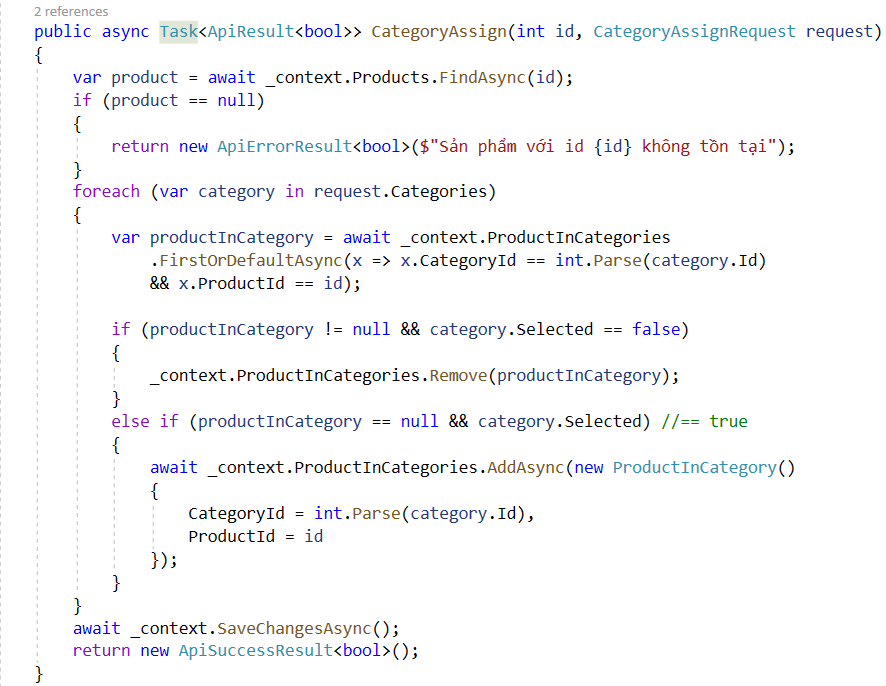 2 references
public async Task<ApiResult<bool>> CategoryAssign(int id, CategoryAssignRequest request)
{
    var product = await _context.Products.FindAsync(id);
    if (product == null)
    {
        return new ApiErrorResult<bool>($"Sản phẩm với id {id} không tồn tại");
    }
    foreach (var category in request.Categories)
    {
        var productInCategory = await _context.ProductInCategories
            .FirstOrDefaultAsync(x => x.CategoryId == int.Parse(category.Id)
            && x.ProductId == id);

        if (productInCategory != null && category.Selected == false)
        {
            _context.ProductInCategories.Remove(productInCategory);
        }
        else if (productInCategory == null && category.Selected) //== true
        {
            await _context.ProductInCategories.AddAsync(new ProductInCategory()
            {
                CategoryId = int.Parse(category.Id),
                ProductId = id
            });
        }
    }
    await _context.SaveChangesAsync();
    return new ApiSuccessResult<bool>();
}